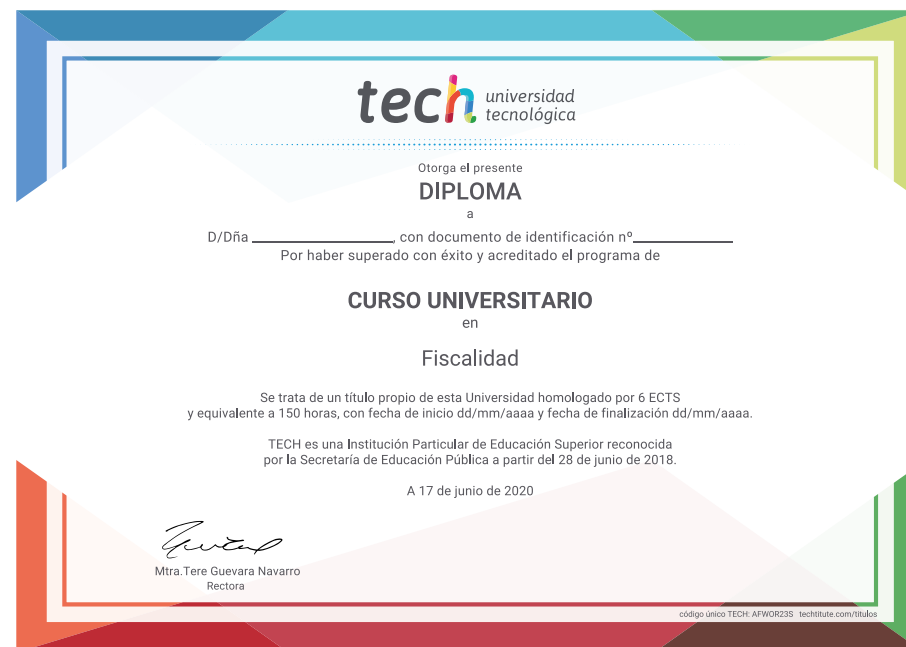 tech universidad
tecnológica
Otorga el presente
DIPLOMA
a
D/Dña ____________________, con documento de identificación nº______________
Por haber superado con éxito y acreditado el programa de
CURSO UNIVERSITARIO
en
Fiscalidad
Se trata de un título propio de esta Universidad homologado por 6 ECTS
y equivalente a 150 horas, con fecha de inicio dd/mm/aaaa y fecha de finalización dd/mm/aaaa.
TECH es una Institución Particular de Educación Superior reconocida
por la Secretaría de Educación Pública a partir del 28 de junio de 2018.
A 17 de junio de 2020
Mtra.Tere Guevara Navarro
Rectora
código único TECH: AFWOR23S techtitute.com/titulos